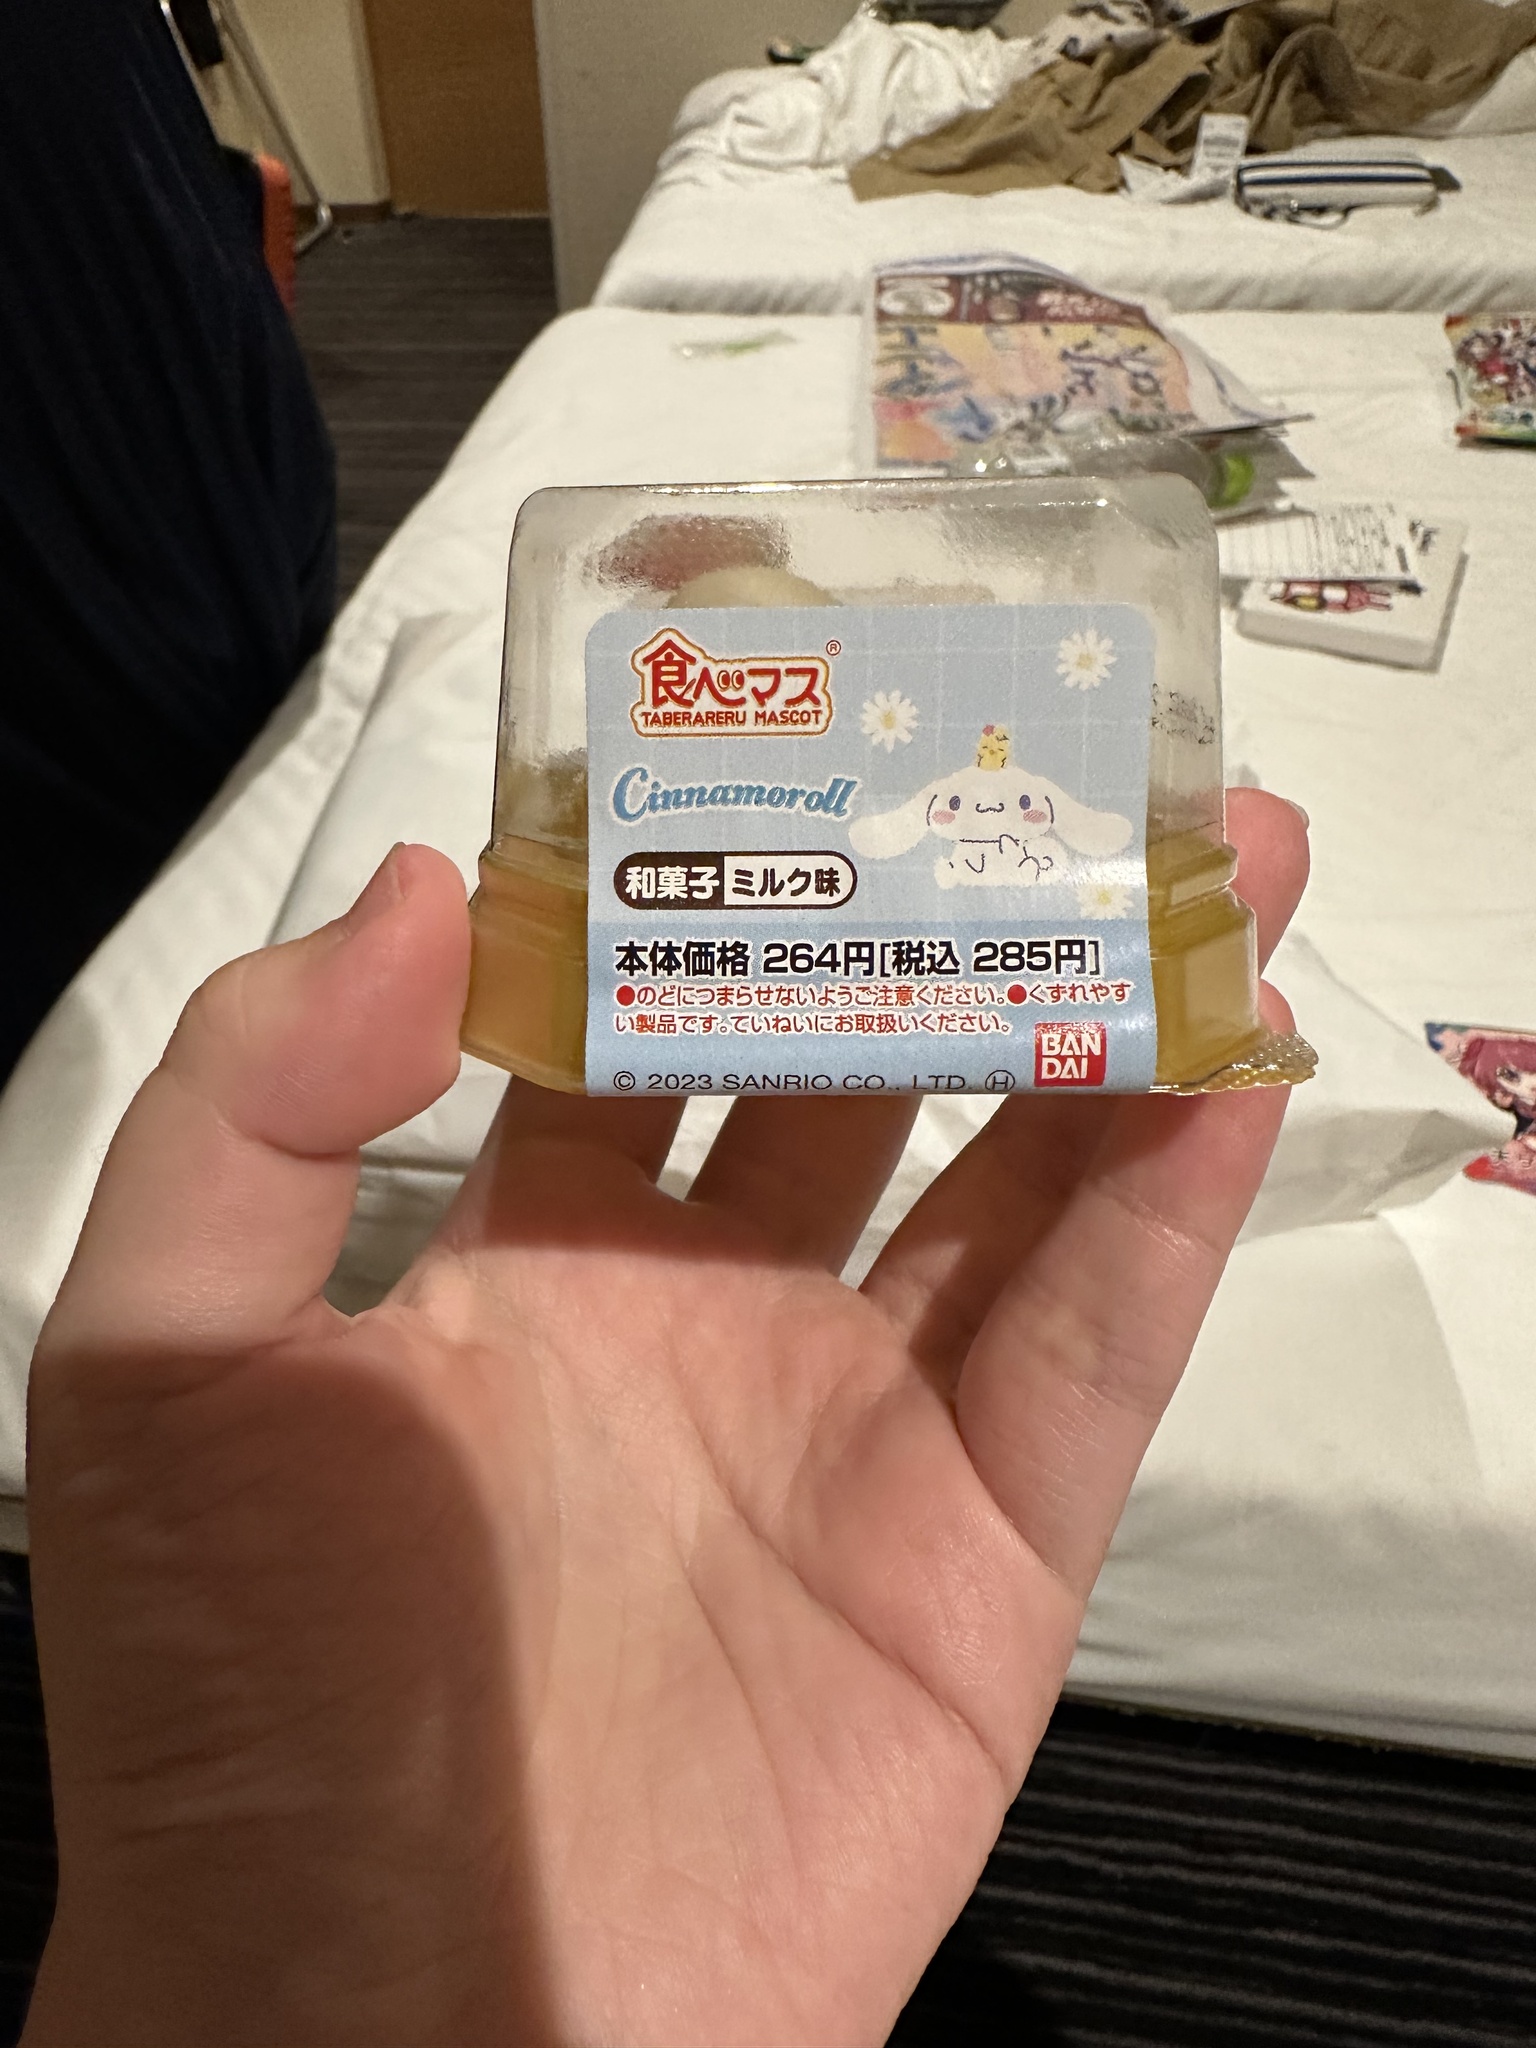 食べマス®
TABERARERU MASCOT
Cinnamoroll
和菓子 ミルク味
本体価格 264円[税込 285円]
●のどにつまらせないようご注意ください。●くずれやす
い製品です。ていねいにお取扱いください。
BAN
DAI
© 2023 SANRIO CO., LTD. Ⓗ